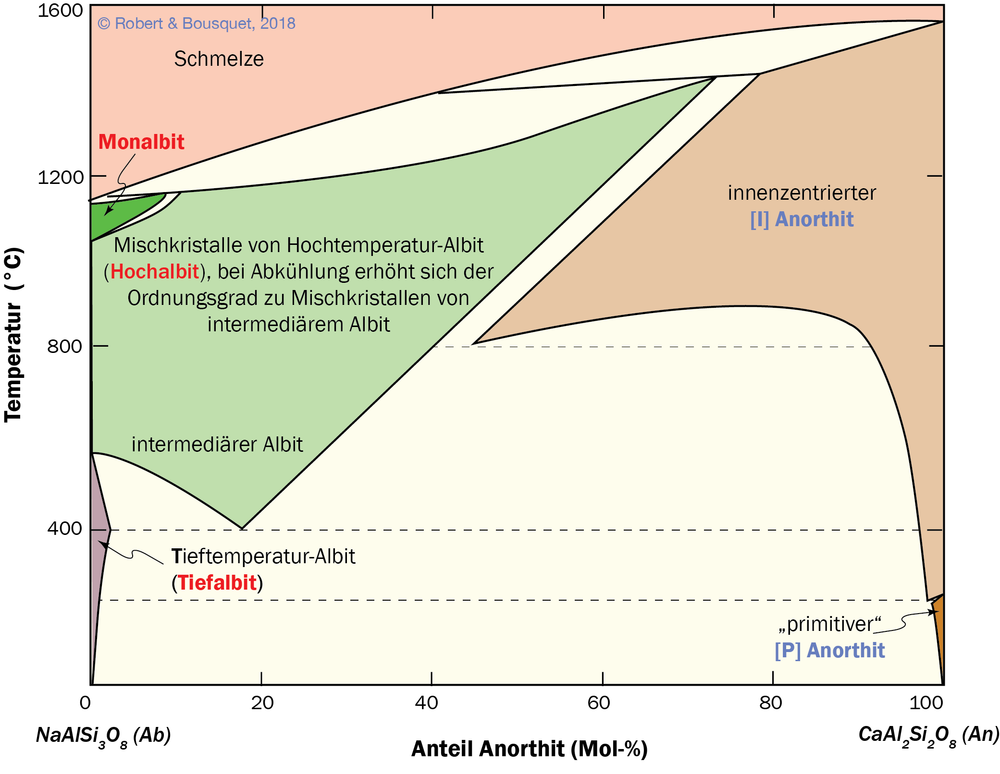 1600
© Robert & Bousquet, 2018
Schmelze
Monalbit
1200
innenzentrierter
[I] Anorthit
Mischkristalle von Hochtemperatur-Albit
(Hochalbit), bei Abkühlung erhöht sich der
Ordnungsgrad zu Mischkristallen von
intermediärem Albit
Temperatur (°C)
800
intermediärer Albit
400
Tieftemperatur-Albit
(Tiefalbit)
„primitiver“
[P] Anorthit
0 20 40 60 80 100
NaAlSi₃O₈ (Ab)
CaAl₂Si₂O₈ (An)
Anteil Anorthit (Mol-%)